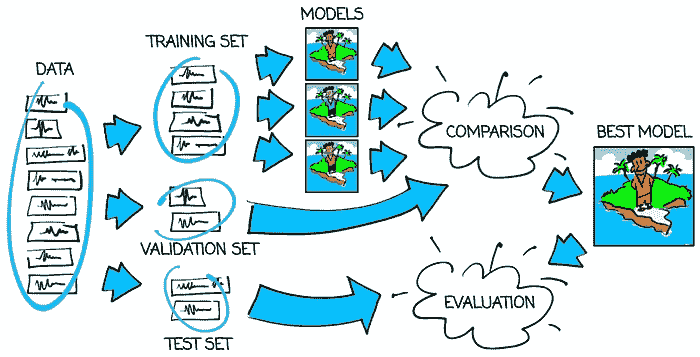 MODELS
TRAINING SET
DATA
COMPARISON
BEST MODEL
VALIDATION SET
EVALUATION
TEST SET